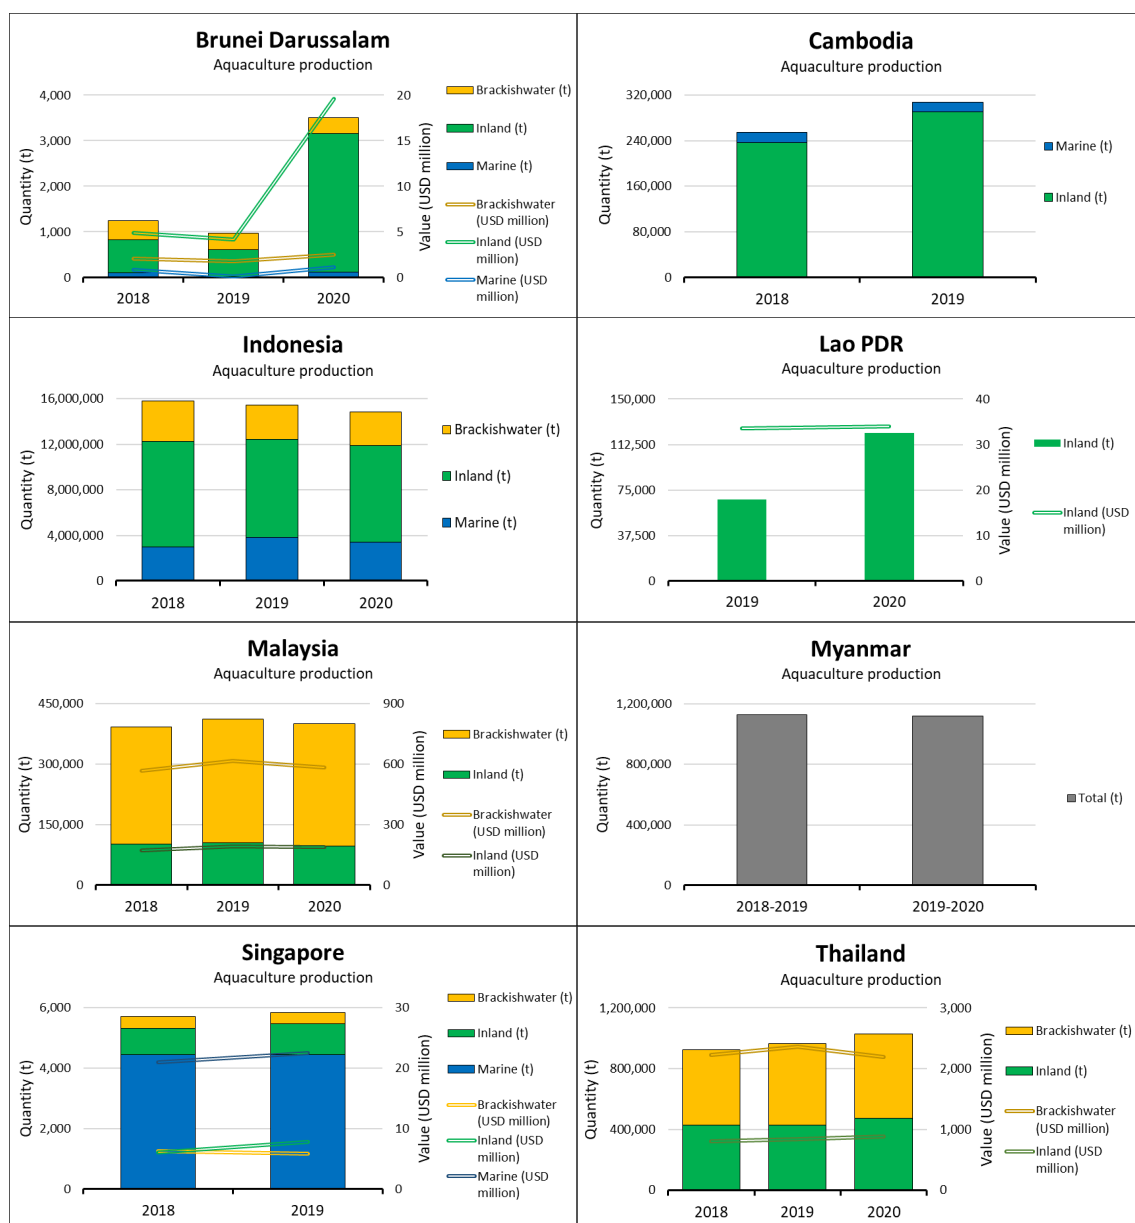 Brunei Darussalam
Aquaculture production
Quantity (t)
4,000
3,000
2,000
1,000
0
20
15
10
5
0
Value (USD million)
2018
2019
2020
Brackishwater (t)
Inland (t)
Marine (t)
Brackishwater
(USD million)
Inland (USD
million)
Marine (USD
million)
Cambodia
Aquaculture production
Quantity (t)
320,000
240,000
160,000
80,000
0
2018
2019
Marine (t)
Inland (t)
Indonesia
Aquaculture production
Quantity (t)
16,000,000
12,000,000
8,000,000
4,000,000
0
2018
2019
2020
Brackishwater (t)
Inland (t)
Marine (t)
Lao PDR
Aquaculture production
Quantity (t)
150,000
112,500
75,000
37,500
0
40
30
20
10
0
Value (USD million)
2019
2020
Inland (t)
Inland (USD
million)
Malaysia
Aquaculture production
Quantity (t)
450,000
300,000
150,000
0
900
600
300
0
Value (USD million)
2018
2019
2020
Brackishwater (t)
Inland (t)
Brackishwater
(USD million)
Inland (USD
million)
Myanmar
Aquaculture production
Quantity (t)
1,200,000
800,000
400,000
0
2018-2019
2019-2020
Total (t)
Singapore
Aquaculture production
Quantity (t)
6,000
4,000
2,000
0
30
20
10
0
Value (USD million)
2018
2019
Brackishwater (t)
Inland (t)
Marine (t)
Brackishwater
(USD million)
Inland (USD
million)
Marine (USD
million)
Thailand
Aquaculture production
Quantity (t)
1,200,000
800,000
400,000
0
3,000
2,000
1,000
0
Value (USD million)
2018
2019
2020
Brackishwater (t)
Inland (t)
Brackishwater
(USD million)
Inland (USD
million)